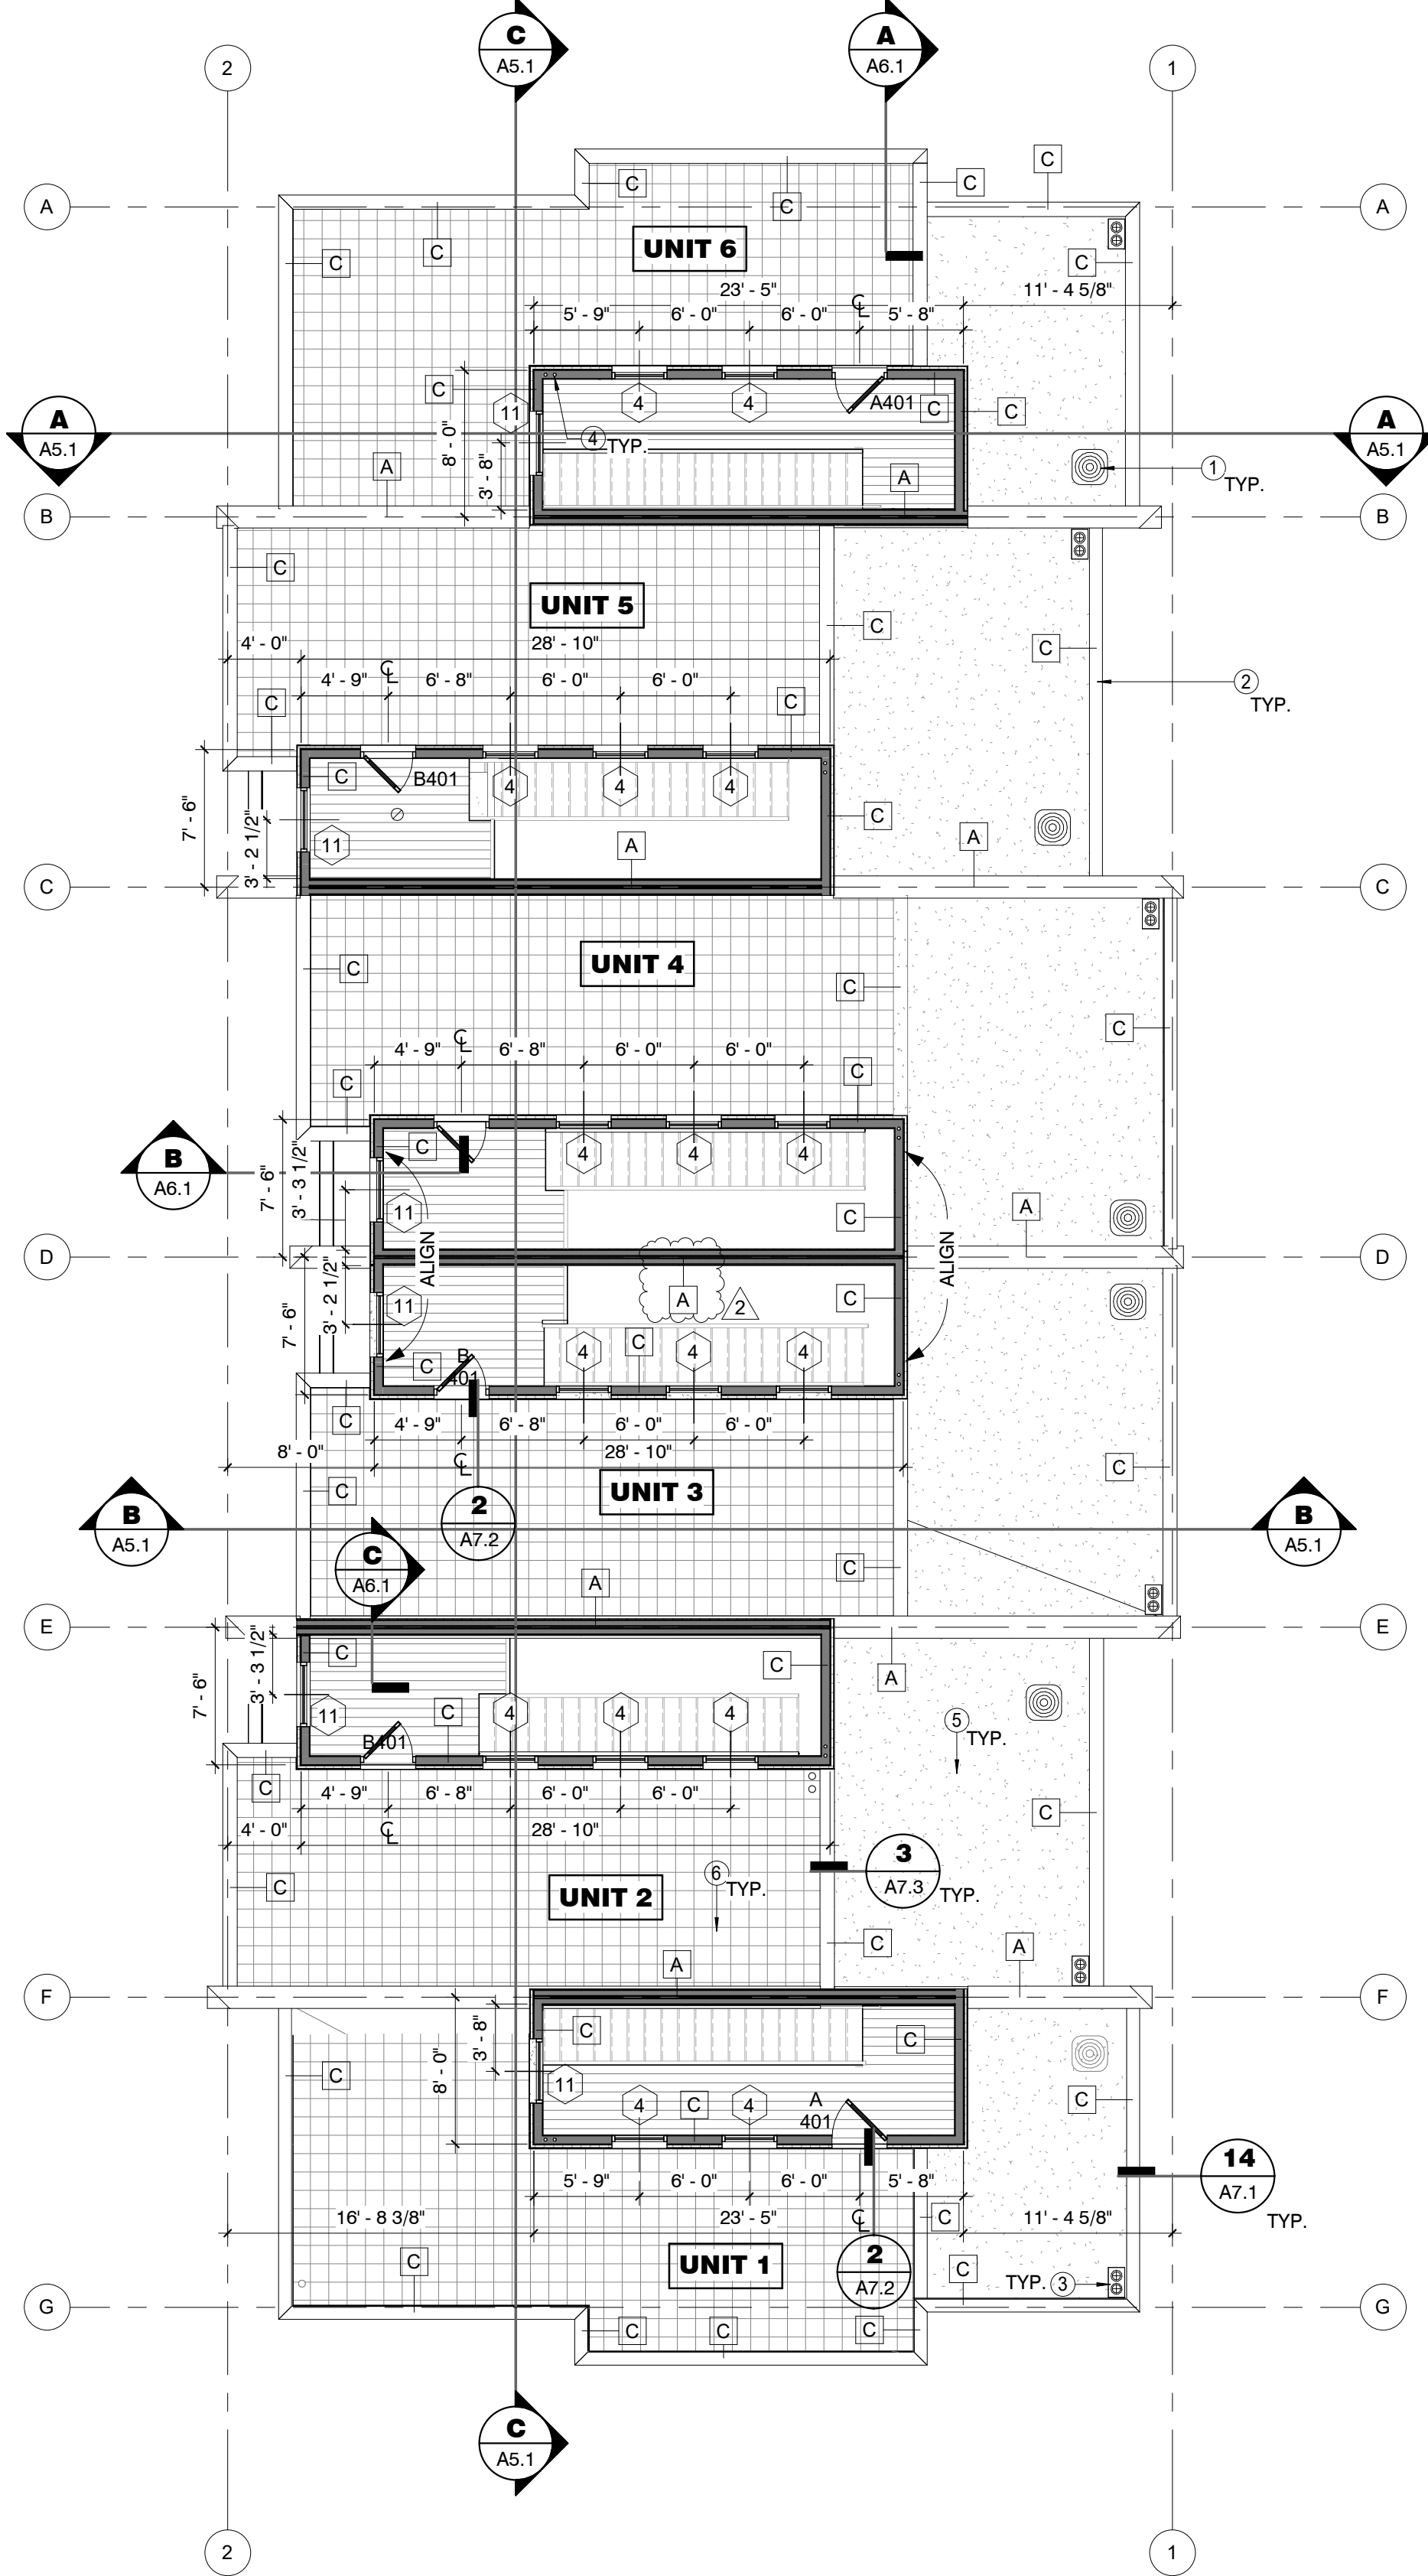 C
A5.1
A
A6.1
2
1
C
A
C
C
C
A
C
UNIT 6
C
C
C
23' - 5"
11' - 4 5/8"
5' - 9"
6' - 0"
6' - 0"
℄
5' - 8"
C
11
4
4
A401
C
C
A
A5.1
8' - 0"
4
TYP.
A
A5.1
A
3' - 8"
A
1
TYP.
B
B
C
UNIT 5
C
4' - 0"
28' - 10"
C
4' - 9"
℄
6' - 8"
6' - 0"
6' - 0"
2
TYP.
C
C
C
B401
4
4
4
7' - 6"
3' - 2 1/2"
11
A
C
A
C
C
UNIT 4
C
C
C
4' - 9"
℄
6' - 8"
6' - 0"
6' - 0"
C
C
B
A6.1
7' - 6"
3' - 3 1/2"
C
4
4
4
11
C
A
D
ALIGN
ALIGN
D
7' - 6"
3' - 2 1/2"
11
A
2
C
C
B
401
4
C
4
4
C
4' - 9"
6' - 8"
6' - 0"
6' - 0"
8' - 0"
℄
28' - 10"
C
C
UNIT 3
B
A5.1
2
A7.2
B
A5.1
C
A6.1
C
A
E
E
7' - 6"
3' - 3 1/2"
C
C
A
11
C
4
4
4
5
TYP.
B401
C
4' - 9"
6' - 8"
6' - 0"
6' - 0"
C
4' - 0"
℄
28' - 10"
C
UNIT 2
6
TYP.
3
A7.3
TYP.
C
A
A
F
F
8' - 0"
3' - 8"
C
C
C
11
4
C
4
A
401
C
14
A7.1
TYP.
5' - 9"
6' - 0"
6' - 0"
5' - 8"
16' - 8 3/8"
23' - 5"
℄
C
11' - 4 5/8"
C
UNIT 1
2
A7.2
C
TYP.
3
G
G
C
C
C
C
A5.1
2
1